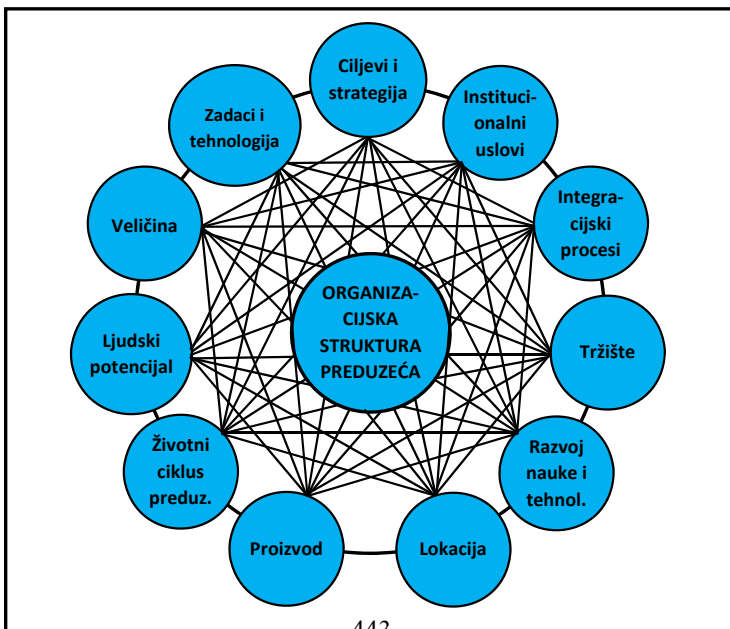 Ciljevi i
strategija
Instituci-
onalni
uslovi
Integra-
cijski
procesi
Tržište
Razvoj
nauke i
tehnol.
Lokacija
Proizvod
Životni
ciklus
preduz.
Ljudski
potencijal
Veličina
Zadaci i
tehnologija
ORGANIZA-
CIJSKA
STRUKTURA
PREDUZEĆA
442